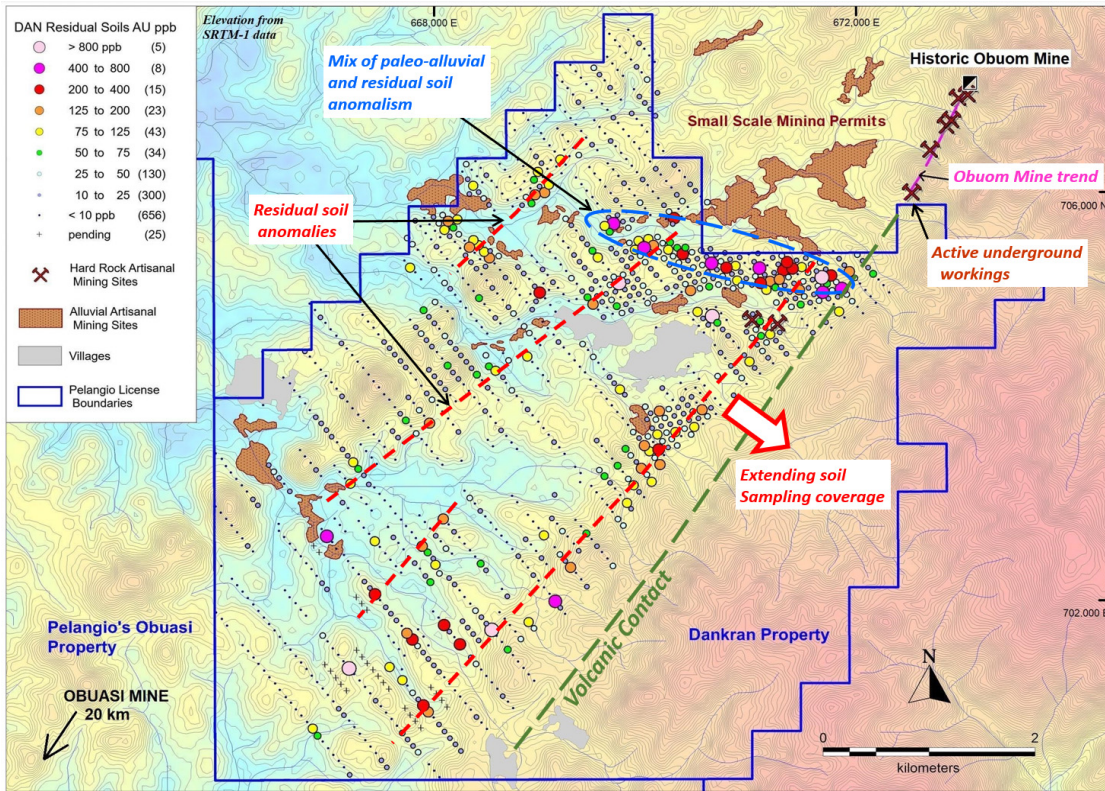 668,000 E
672,000 E
Elevation from
SRTM-1 data
DAN Residual Soils AU ppb
> 800 ppb (5)
400 to 800 (8)
200 to 400 (15)
125 to 200 (23)
75 to 125 (43)
50 to 75 (34)
25 to 50 (130)
10 to 25 (300)
< 10 ppb (656)
pending (25)
Hard Rock Artisanal
Mining Sites
Alluvial Artisanal
Mining Sites
Villages
Pelangio License
Boundaries
Mix of paleo-alluvial
and residual soil
anomalism
Historic Obuom Mine
Small Scale Mining Permits
Obuom Mine trend
706,000 N
Residual soil
anomalies
Active underground
workings
Extending soil
Sampling coverage
Volcanic Contact
702,000 E
Pelangio's Obuasi
Property
Dankran Property
OBUASI MINE
20 km
N
0 2
kilometers